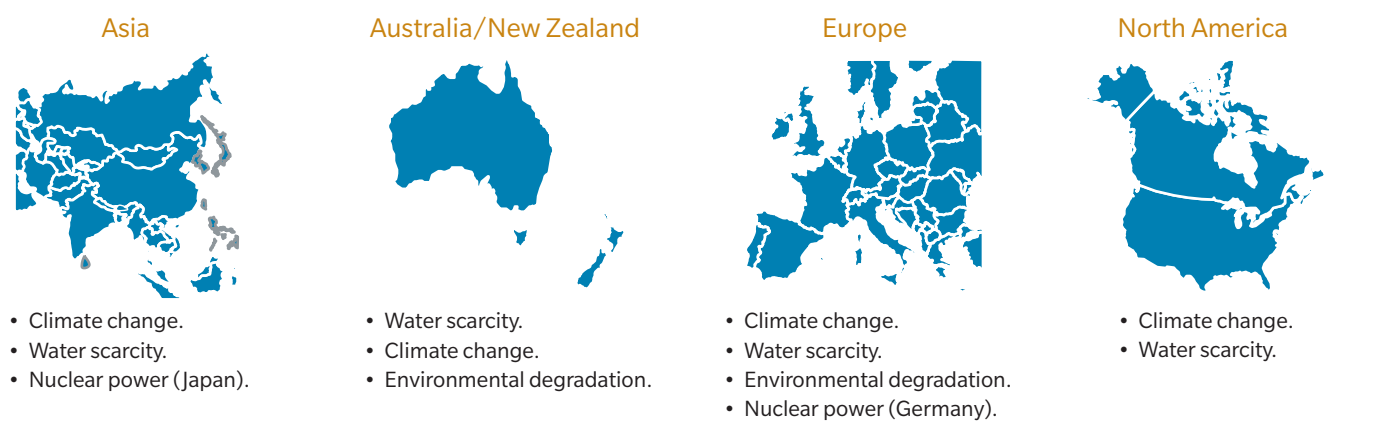 Asia
• Climate change.
• Water scarcity.
• Nuclear power (Japan).
Australia/New Zealand
• Water scarcity.
• Climate change.
• Environmental degradation.
Europe
• Climate change.
• Water scarcity.
• Environmental degradation.
• Nuclear power (Germany).
North America
• Climate change.
• Water scarcity.